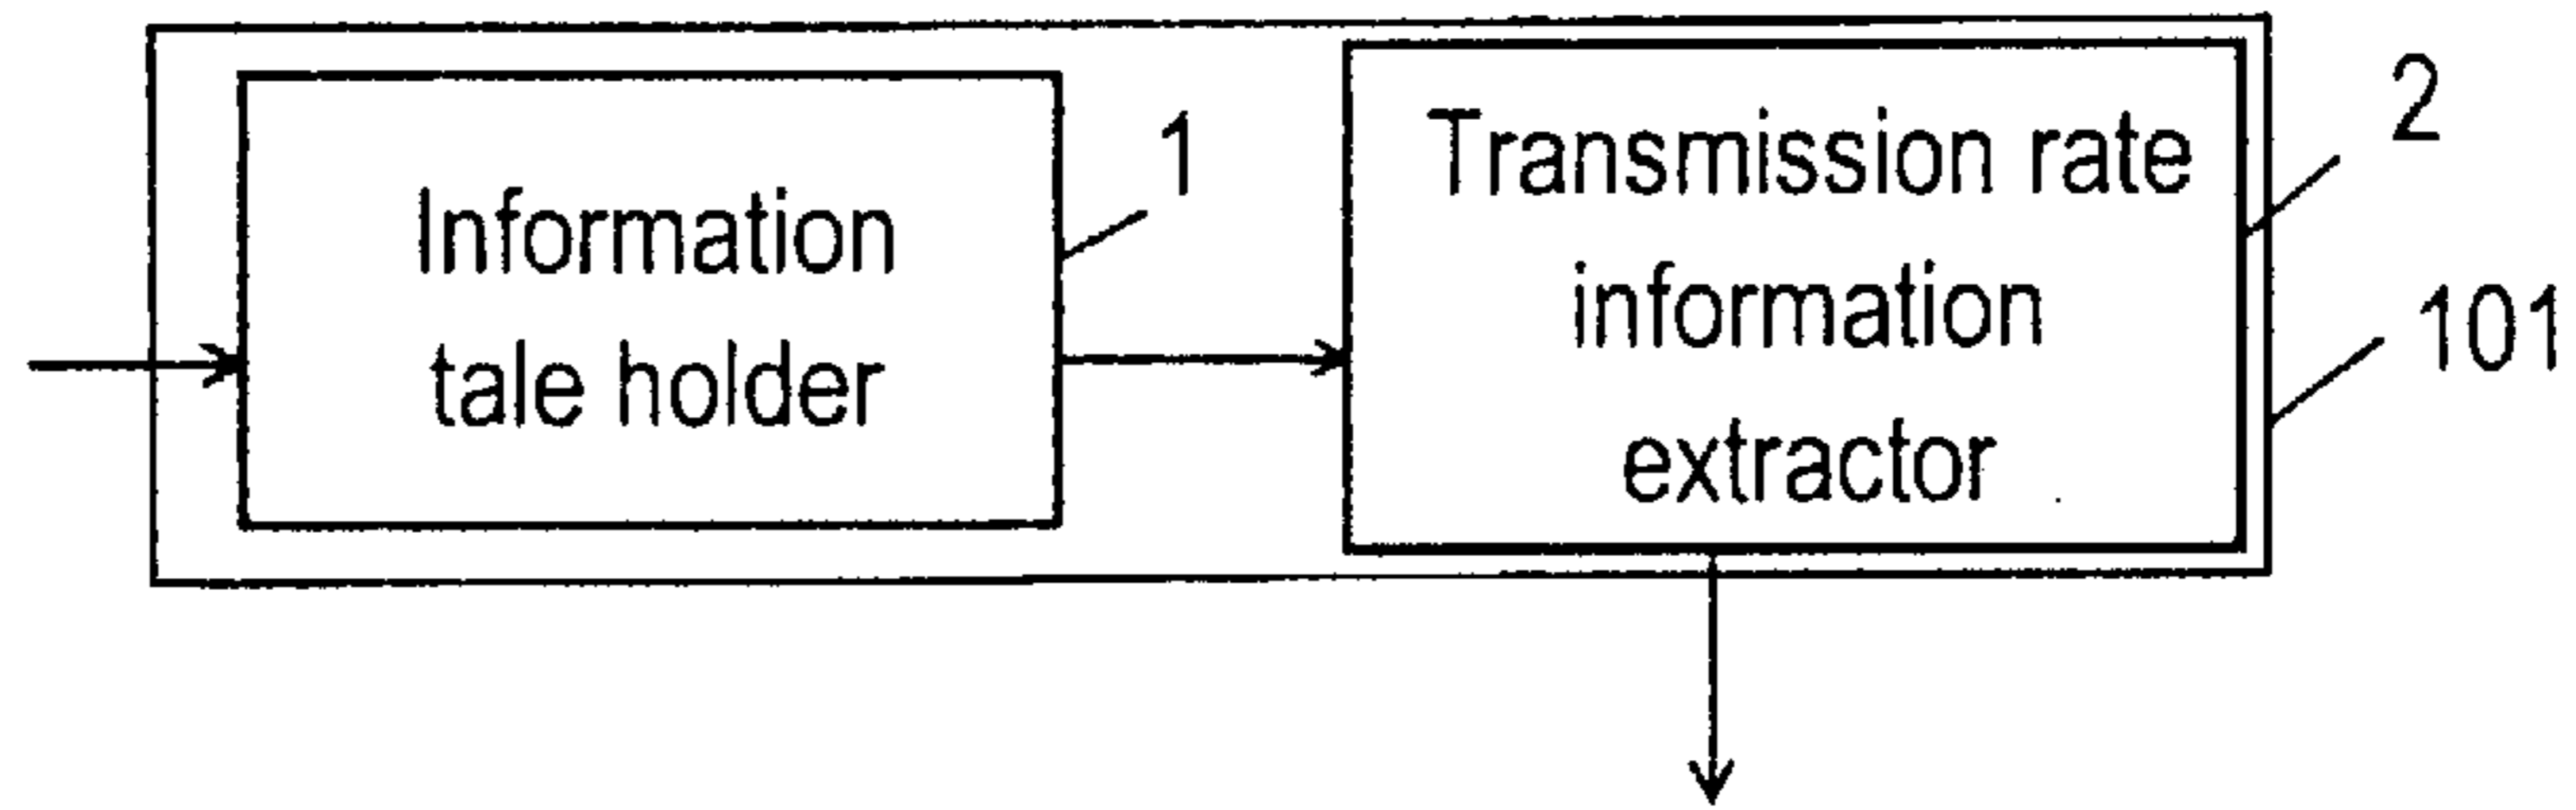 Information
tale holder
1
Transmission rate
information
extractor
2
101